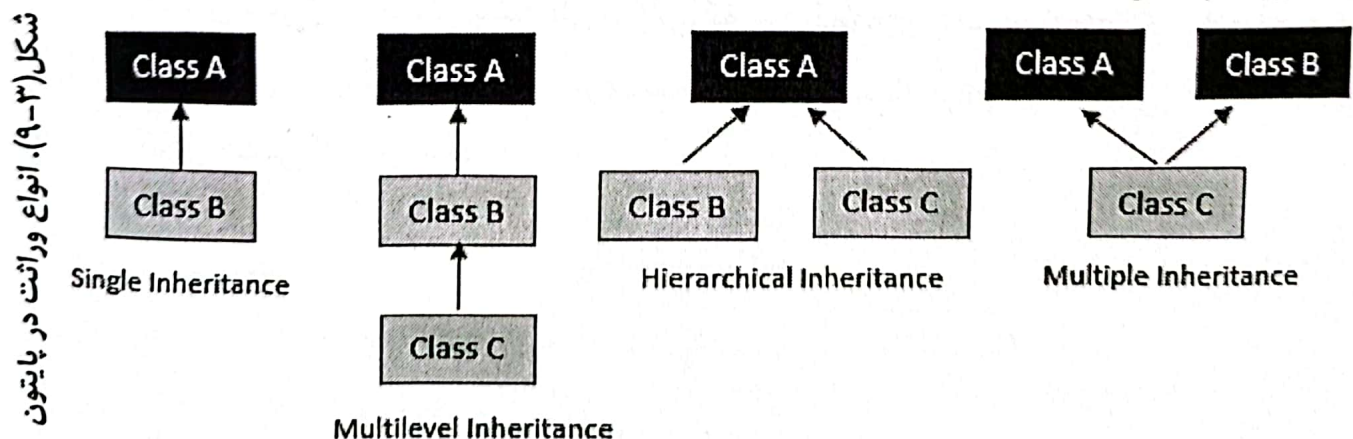 شکل(۳-۹). انواع وراثت در پایتون
Class A
Class B
Single Inheritance
Class A
Class B
Class C
Multilevel Inheritance
Class A
Class B
Class C
Hierarchical Inheritance
Class A
Class B
Class C
Multiple Inheritance